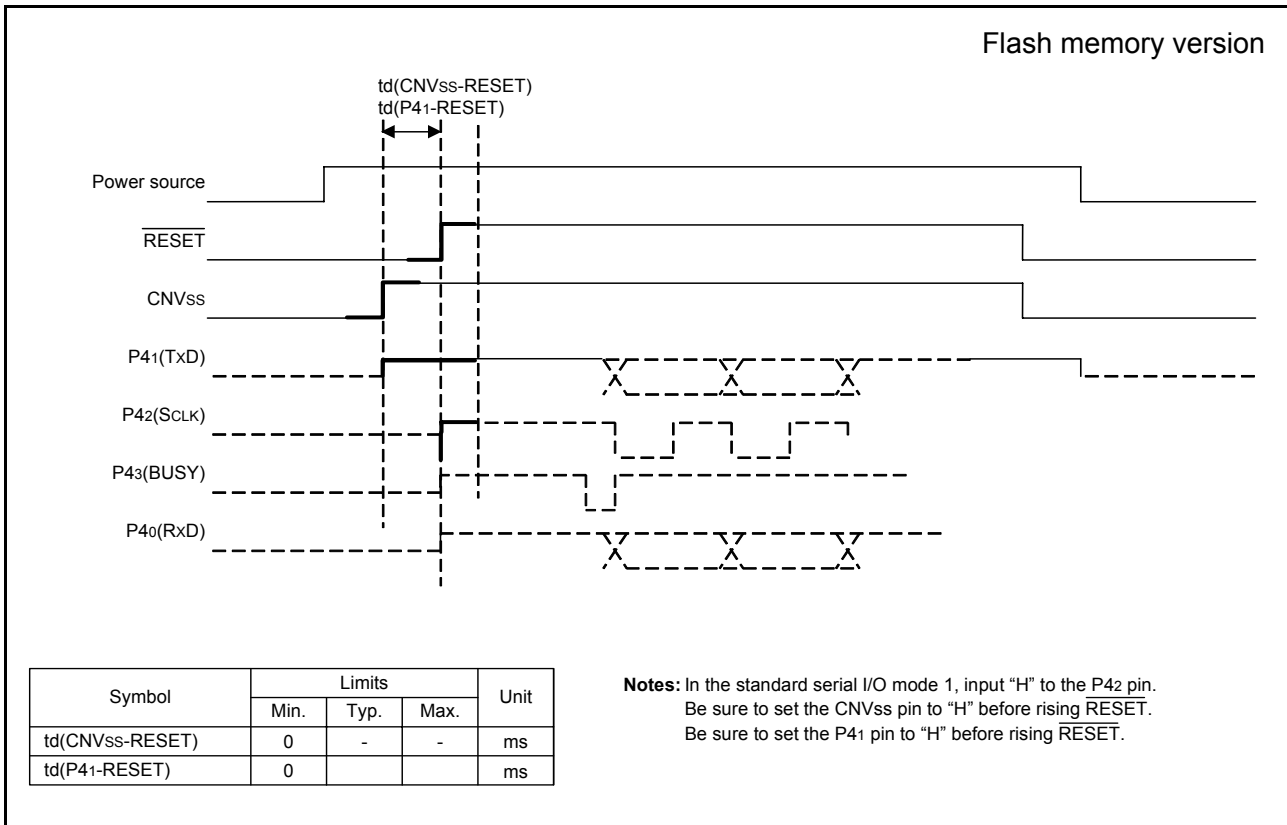 Flash memory version
td(CNVss-RESET)
td(P41-RESET)
Power source
RESET
CNVss
P41(TxD)
P42(SCLK)
P43(BUSY)
P40(RxD)
Symbol Limits Unit
Min. Typ. Max.
td(CNVss-RESET) 0 - - ms
td(P41-RESET) 0 ms
Notes: In the standard serial I/O mode 1, input “H” to the P42 pin.
Be sure to set the CNVss pin to “H” before rising RESET.
Be sure to set the P41 pin to “H” before rising RESET.